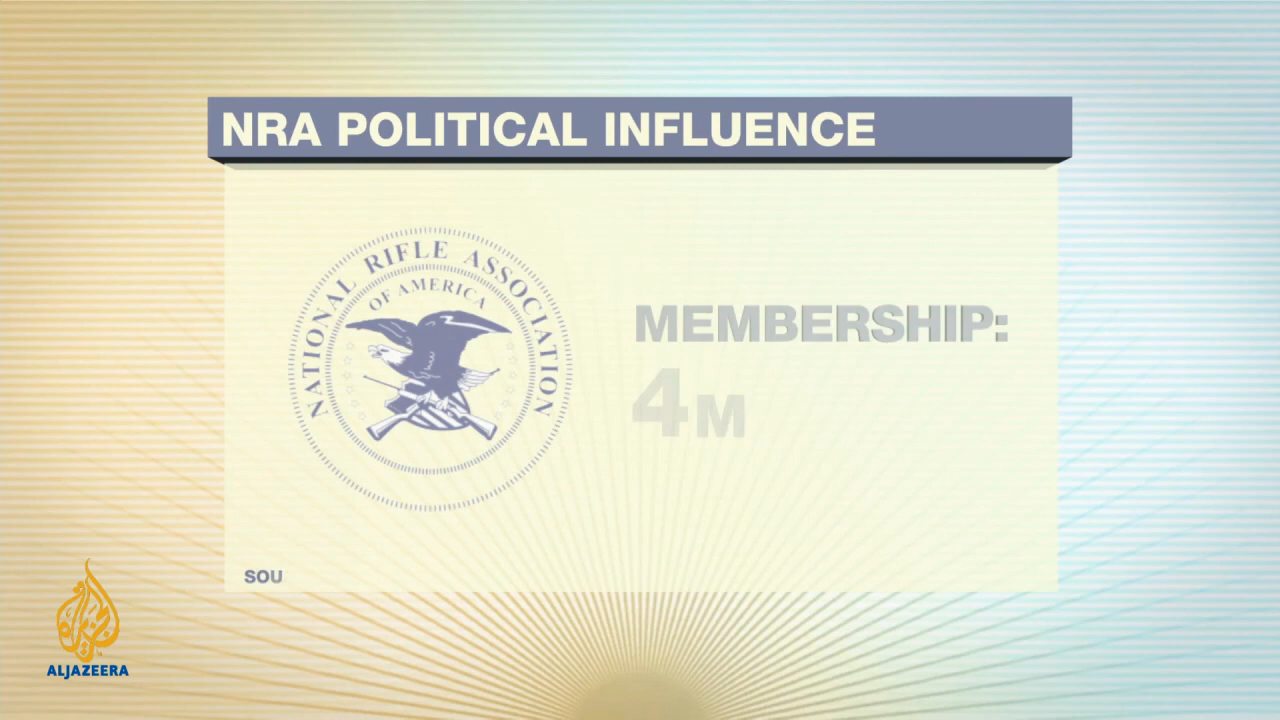 NRA POLITICAL INFLUENCE
NATIONAL RIFLE ASSOCIATION
OF AMERICA
MEMBERSHIP:
4M
SOU
ALJAZEERA